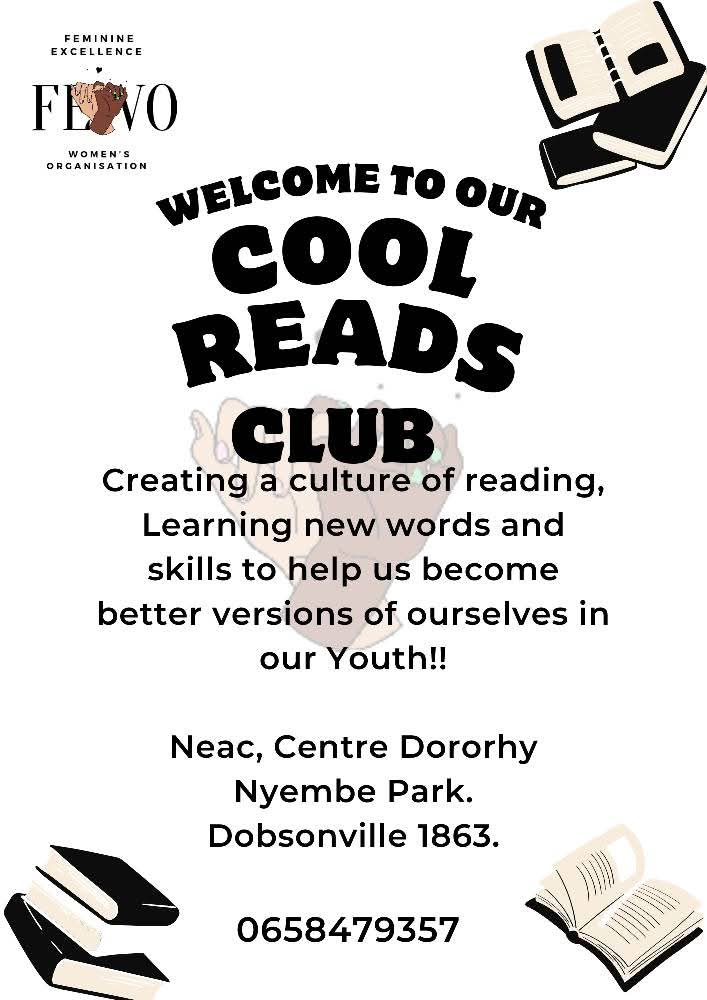 FEMININE
EXCELLENCE
FEWO
WOMEN'S
ORGANISATION
WELCOME TO OUR
COOL
READS
CLUB
Creating a culture of reading,
Learning new words and
skills to help us become
better versions of ourselves in
our Youth!!
Neac, Centre Dororhy
Nyembe Park.
Dobsonville 1863.
0658479357